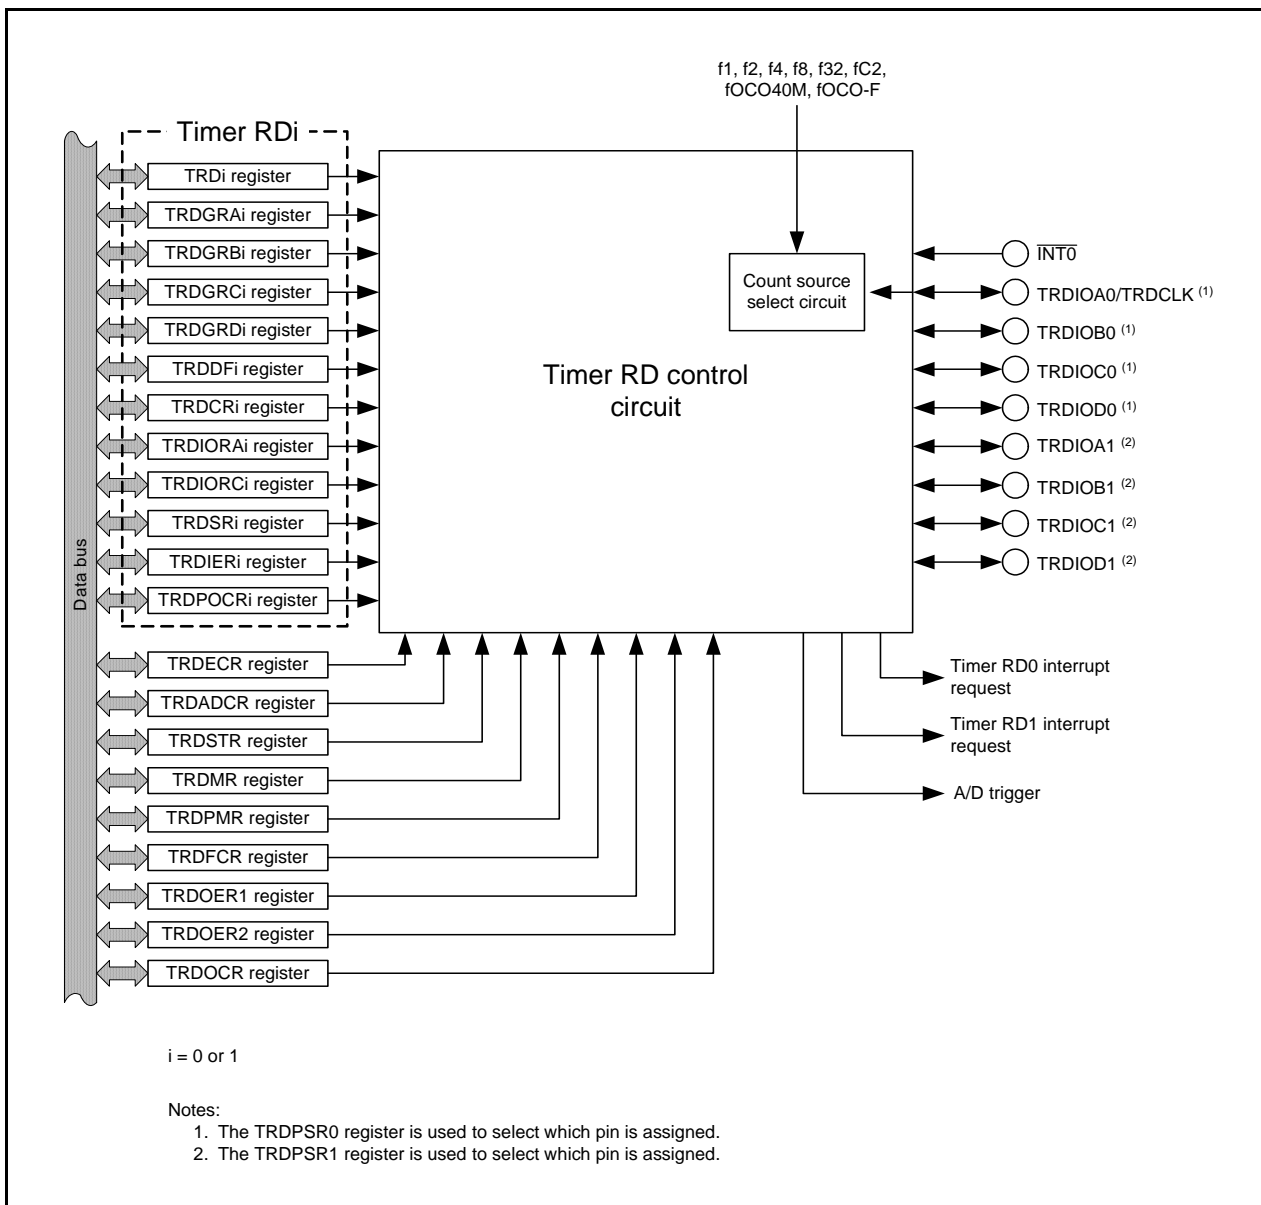 f1, f2, f4, f8, f32, fC2,
fOCO40M, fOCO-F
Timer RDi
TRDi register
TRDGRAi register
TRDGRBi register
TRDGRCi register
TRDGRDi register
TRDDFi register
TRDCRi register
TRDIORAi register
TRDIORCi register
TRDSRi register
TRDIERi register
TRDPOCRi register
Data bus
Count source
select circuit
Timer RD control
circuit
INT0
TRDIOA0/TRDCLK (1)
TRDIOB0 (1)
TRDIOC0 (1)
TRDIOD0 (1)
TRDIOA1 (2)
TRDIOB1 (2)
TRDIOC1 (2)
TRDIOD1 (2)
TRDECR register
TRDADCR register
TRDSTR register
TRDMR register
TRDPMR register
TRDFCR register
TRDOER1 register
TRDOER2 register
TRDOCR register
Timer RD0 interrupt
request
Timer RD1 interrupt
request
A/D trigger
i = 0 or 1
Notes:
1. The TRDPSR0 register is used to select which pin is assigned.
2. The TRDPSR1 register is used to select which pin is assigned.